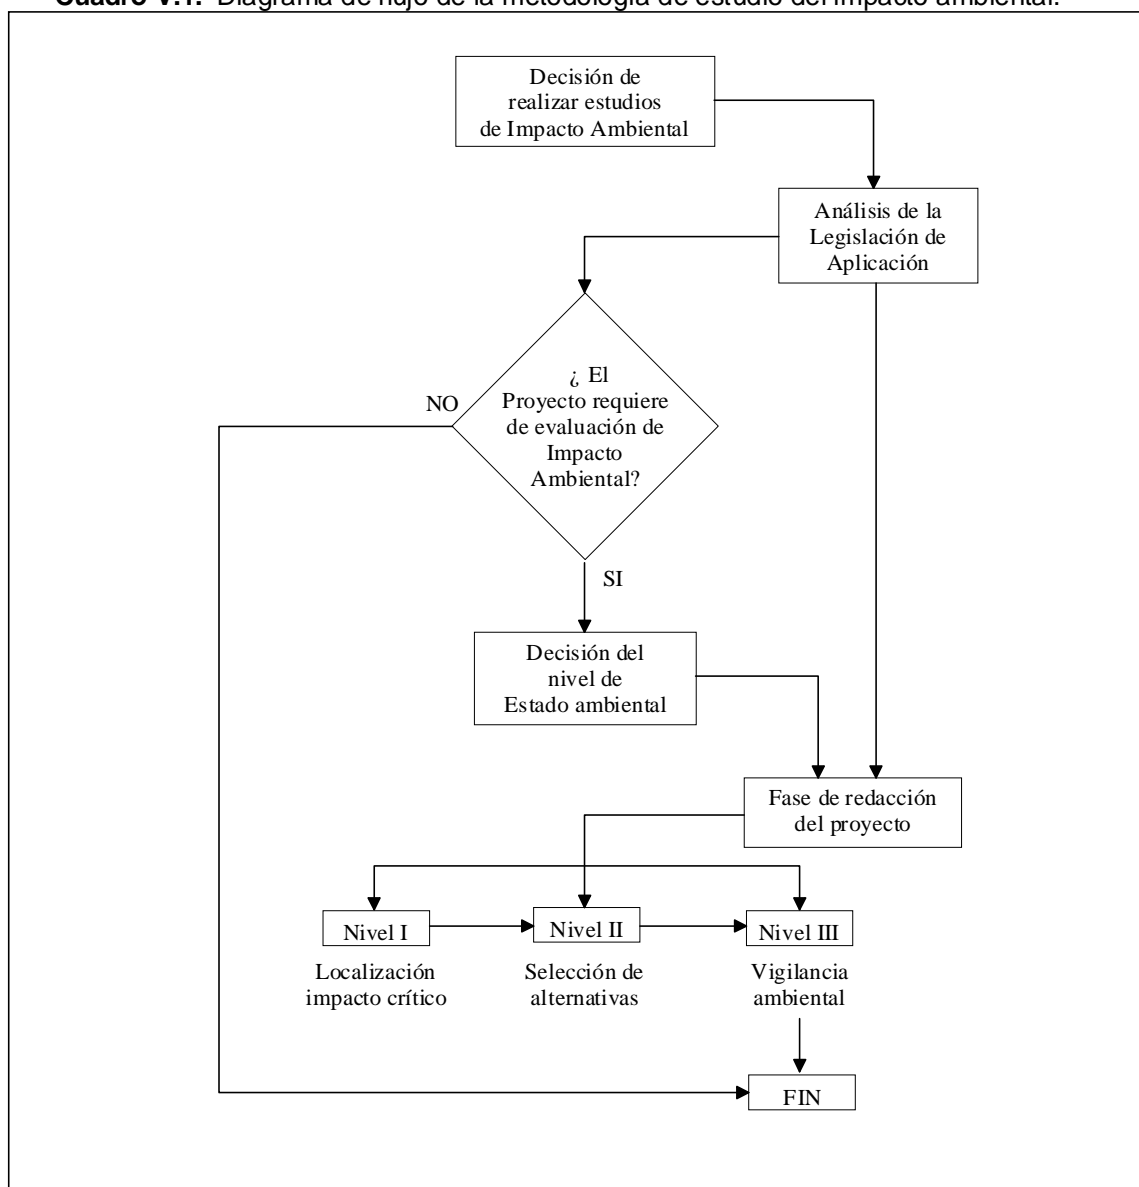 Cuadro V.1. Diagrama de flujo de la metodología de estudio del impacto ambiental.
Decisión de
realizar estudios
de Impacto Ambiental
Análisis de la
Legislación de
Aplicación
¿ El
Proyecto requiere
de evaluación de
Impacto
Ambiental?
NO
SI
Decisión del
nivel de
Estado ambiental
Fase de redacción
del proyecto
Nivel I
Nivel II
Nivel III
Localización
impacto crítico
Selección de
alternativas
Vigilancia
ambiental
FIN